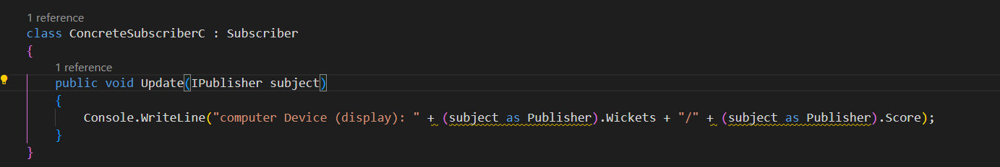 1 reference
class ConcreteSubscriberC : Subscriber
{
1 reference
public void Update(IPublisher subject)
{
Console.WriteLine("computer Device (display): " + (subject as Publisher).Wickets + "/" + (subject as Publisher).Score);
}
}